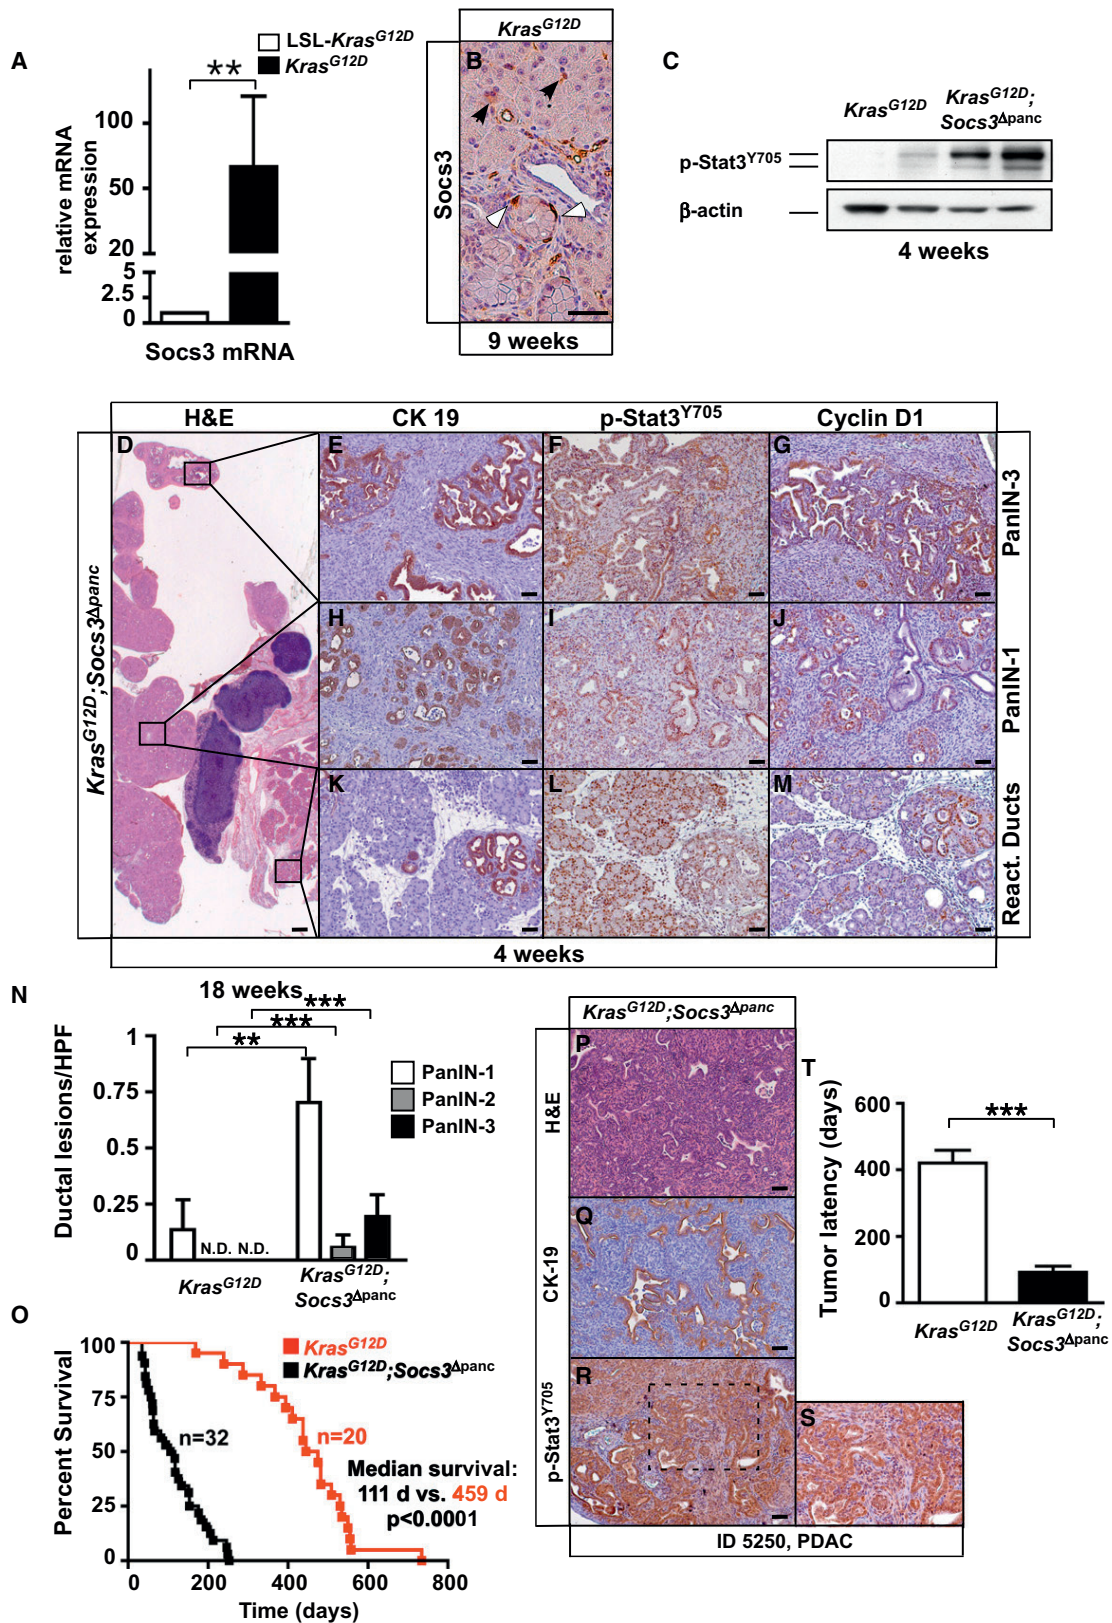 A
LSL-KrasG12D
KrasG12D
**
relative mRNA
expression
100
50
20
5
2.5
0
Socs3 mRNA
KrasG12D
B
Socs3
9 weeks
C
KrasG12D
KrasG12D;
Socs3Δpanc
p-Stat3Y705
β-actin
4 weeks
H&E
CK 19
p-Stat3Y705
Cyclin D1
KrasG12D;Socs3Δpanc
D
E
F
G
PanIN-3
H
I
J
PanIN-1
K
L
M
React. Ducts
4 weeks
N
18 weeks
***
***
**
Ductal lesions/HPF
1
0.75
0.5
0.25
0
PanIN-1
PanIN-2
PanIN-3
N.D. N.D.
KrasG12D
KrasG12D;
Socs3Δpanc
O
KrasG12D
KrasG12D;Socs3Δpanc
Percent Survival
100
75
50
25
0
n=32
n=20
Median survival:
111 d vs. 459 d
p<0.0001
0
200
400
600
800
Time (days)
KrasG12D;Socs3Δpanc
P
H&E
Q
CK-19
R
p-Stat3Y705
S
ID 5250, PDAC
T
Tumor latency (days)
600
400
200
0
***
KrasG12D
KrasG12D;
Socs3Δpanc